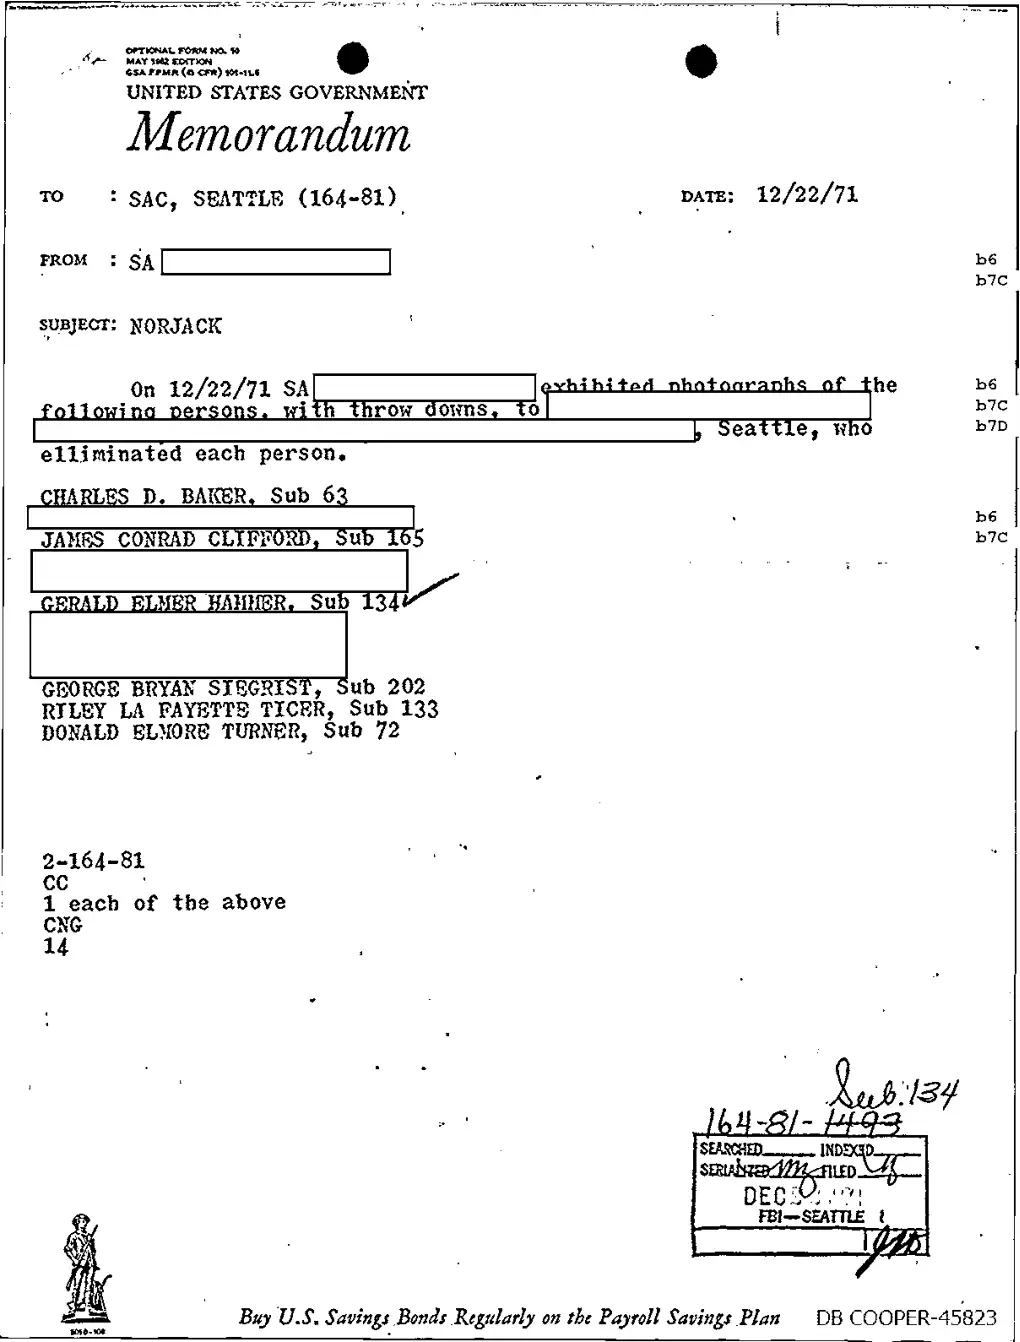 OPTIONAL FORM NO. 10
MAY 1962 EDITION
GSA FPMR (41 CFR) 101-11.6
UNITED STATES GOVERNMENT
Memorandum
TO : SAC, SEATTLE (164-81) DATE: 12/22/71
FROM : SA b6
b7C
SUBJECT: NORJACK
On 12/22/71 SA exhibited photographs of the b6
following persons, with throw downs, to b7C
, Seattle, who b7D
elliminated each person.
CHARLES D. BAKER, Sub 63
b6
JAMES CONRAD CLIFFORD, Sub 165 b7C
GERALD ELMER HAMMER, Sub 134
GEORGE BRYAN SIEGRIST, Sub 202
RILEY LA FAYETTE TICER, Sub 133
DONALD ELMORE TURNER, Sub 72
2-164-81
CC
1 each of the above
CNG
14
Sub. 134
164-81-1493
SEARCHED INDEXED
SERIALIZED FILED
DEC 1971
FBI—SEATTLE
5010-108
Buy U.S. Savings Bonds Regularly on the Payroll Savings Plan DB COOPER-45823